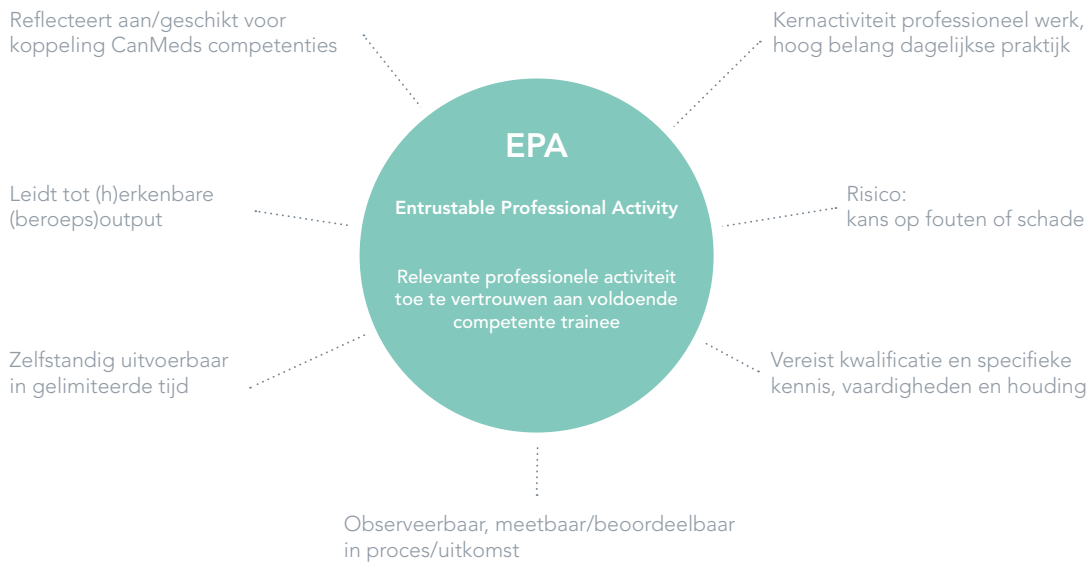 Reflecteert aan/geschikt voor
koppeling CanMeds competenties
Kernactiviteit professioneel werk,
hoog belang dagelijkse praktijk
EPA
Entrustable Professional Activity
Relevante professionele activiteit
toe te vertrouwen aan voldoende
competente trainee
Leidt tot (h)erkenbare
(beroeps)output
Risico:
kans op fouten of schade
Zelfstandig uitvoerbaar
in gelimiteerde tijd
Vereist kwalificatie en specifieke
kennis, vaardigheden en houding
Observeerbaar, meetbaar/beoordeelbaar
in proces/uitkomst